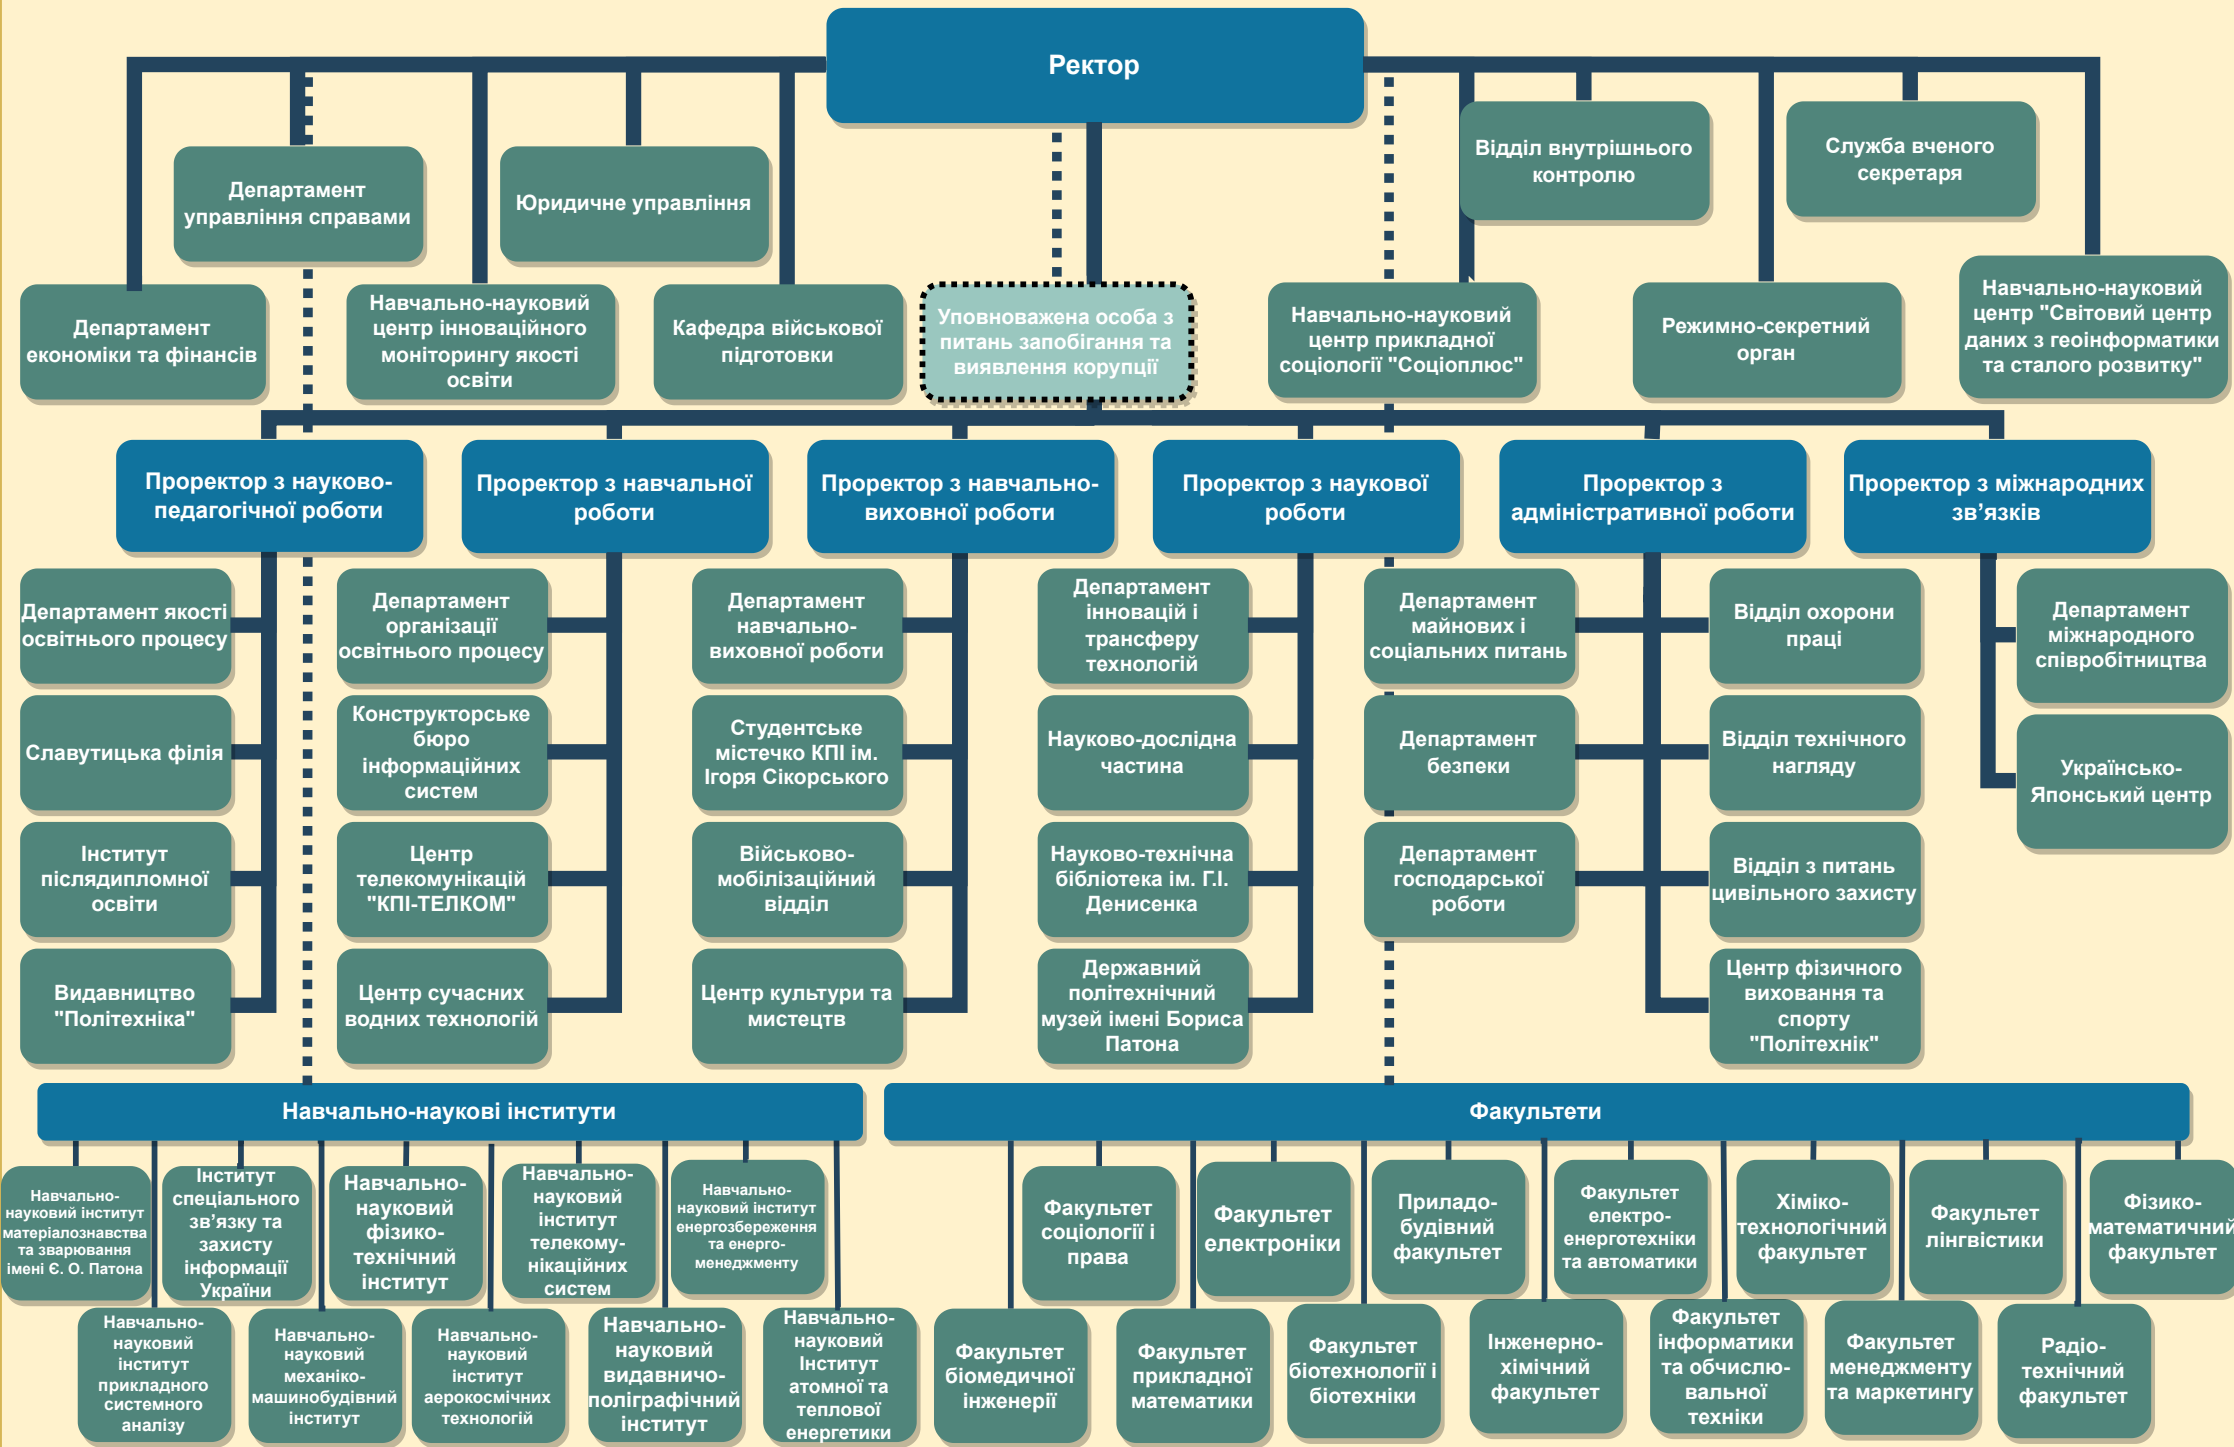 Ректор
Департамент
управління справами
Юридичне управління
Відділ внутрішнього
контролю
Служба вченого
секретаря
Департамент
економіки та фінансів
Навчально-науковий
центр інноваційного
моніторингу якості
освіти
Кафедра військової
підготовки
Уповноважена особа з
питань запобігання та
виявлення корупції
Навчально-науковий
центр прикладної
соціології "Соціоплюс"
Режимно-секретний
орган
Навчально-науковий
центр "Світовий центр
даних з геоінформатики
та сталого розвитку"
Проректор з науково-
педагогічної роботи
Проректор з навчальної
роботи
Проректор з навчально-
виховної роботи
Проректор з наукової
роботи
Проректор з
адміністративної роботи
Проректор з міжнародних
зв’язків
Департамент якості
освітнього процесу
Департамент
організації
освітнього процесу
Департамент
навчально-
виховної роботи
Департамент
інновацій і
трансферу
технологій
Департамент
майнових і
соціальних питань
Відділ охорони
праці
Департамент
міжнародного
співробітництва
Славутицька філія
Конструкторське
бюро
інформаційних
систем
Студентське
містечко КПІ ім.
Ігоря Сікорського
Науково-дослідна
частина
Департамент
безпеки
Відділ технічного
нагляду
Українсько-
Японський центр
Інститут
післядипломної
освіти
Центр
телекомунікацій
"КПІ-ТЕЛКОМ"
Військово-
мобілізаційний
відділ
Науково-технічна
бібліотека ім. Г.І.
Денисенка
Департамент
господарської
роботи
Відділ з питань
цивільного захисту
Видавництво
"Політехніка"
Центр сучасних
водних технологій
Центр культури та
мистецтв
Державний
політехнічний
музей імені Бориса
Патона
Центр фізичного
виховання та
спорту
"Політехнік"
Навчально-наукові інститути
Факультети
Навчально-
науковий інститут
матеріалознавства
та зварювання
імені Є. О. Патона
Інститут
спеціального
зв’язку та
захисту
інформації
України
Навчально-
науковий
фізико-
технічний
інститут
Навчально-
науковий
інститут
телекому-
нікаційних
систем
Навчально-
науковий інститут
енергозбереження
та енерго-
менеджменту
Факультет
соціології і
права
Факультет
електроніки
Приладо-
будівний
факультет
Факультет
електро-
енерготехніки
та автоматики
Хіміко-
технологічний
факультет
Факультет
лінгвістики
Фізико-
математичний
факультет
Навчально-
науковий
інститут
прикладного
системного
аналізу
Навчально-
науковий
механіко-
машинобудівний
інститут
Навчально-
науковий
інститут
аерокосмічних
технологій
Навчально-
науковий
видавничо-
поліграфічний
інститут
Навчально-
науковий
Інститут
атомної та
теплової
енергетики
Факультет
біомедичної
інженерії
Факультет
прикладної
математики
Факультет
біотехнології і
біотехніки
Інженерно-
хімічний
факультет
Факультет
інформатики
та обчислю-
вальної
техніки
Факультет
менеджменту
та маркетингу
Радіо-
технічний
факультет